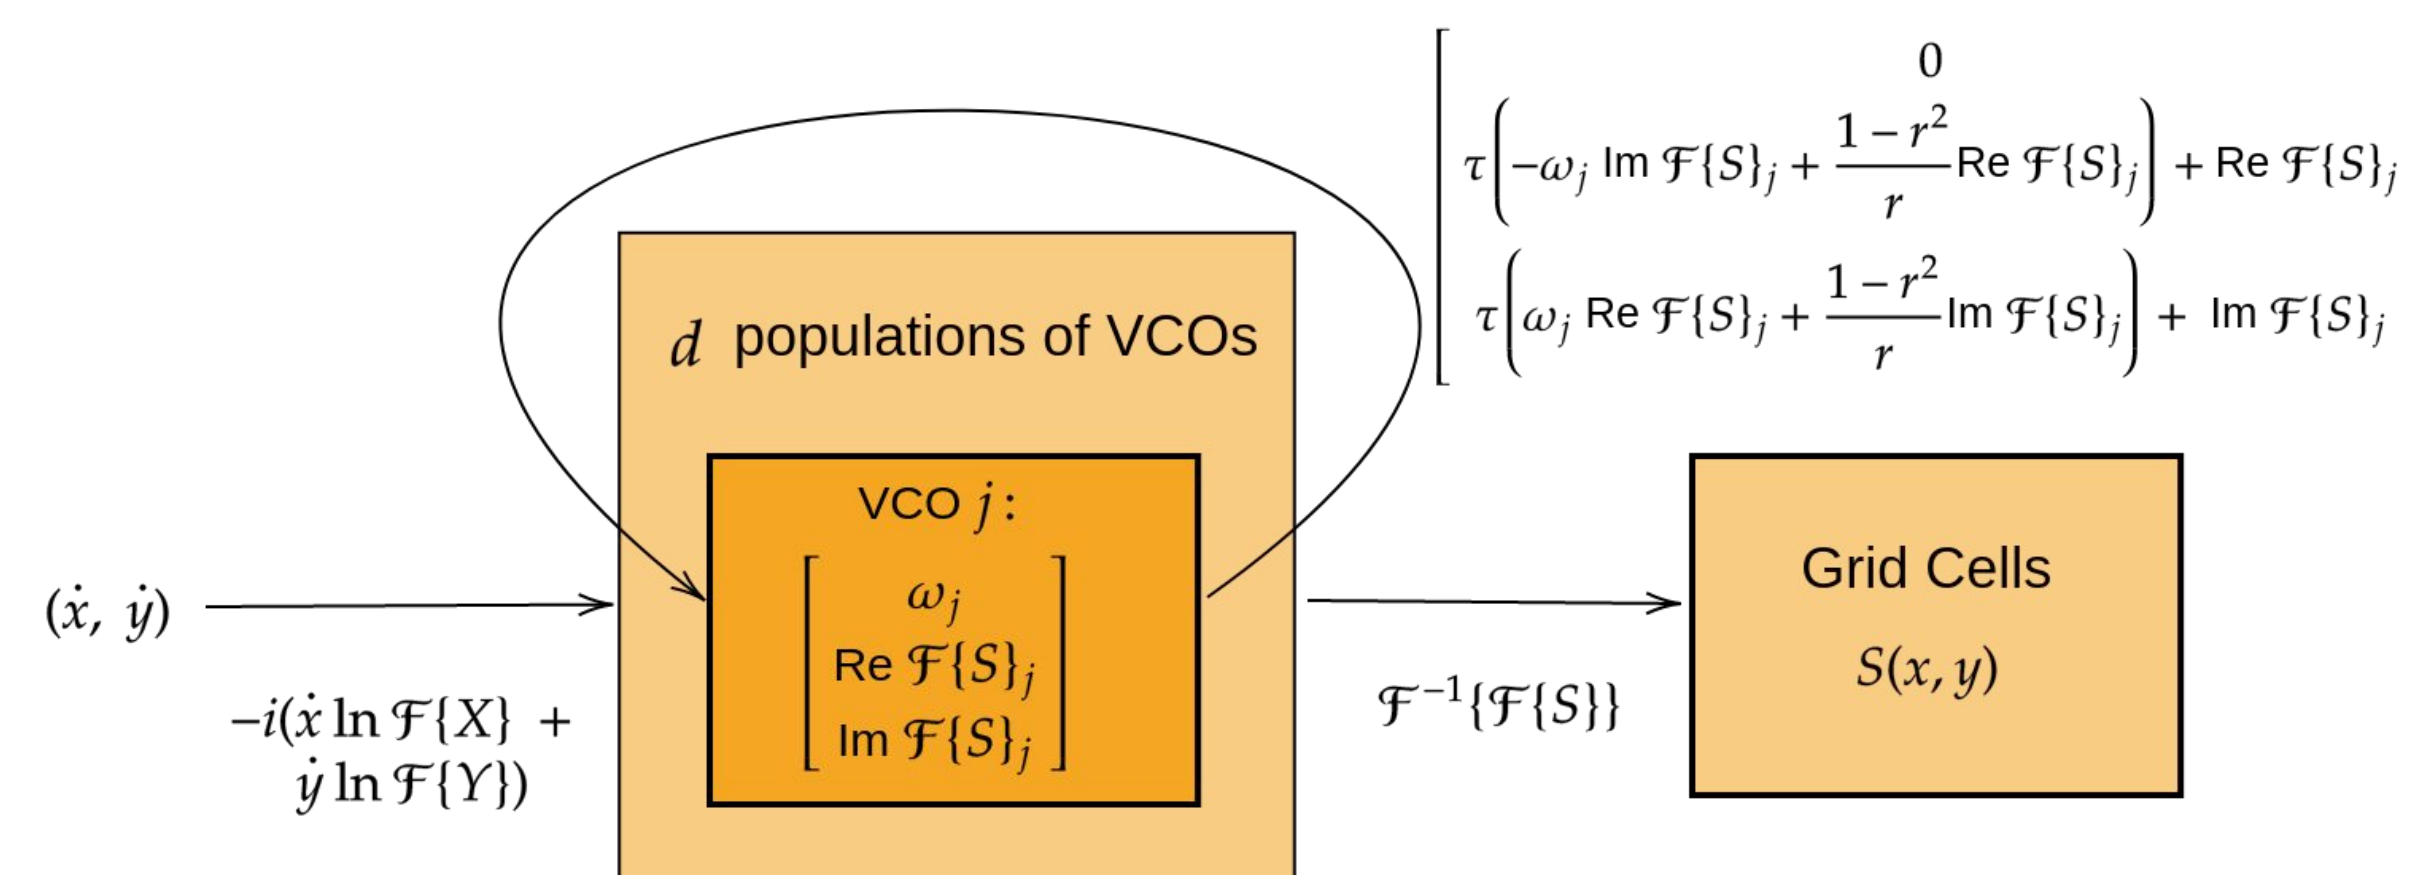 0
τ(−ω_j Im ℱ{S}_j + (1 − r²)/r Re ℱ{S}_j) + Re ℱ{S}_j
τ(ω_j Re ℱ{S}_j + (1 − r²)/r Im ℱ{S}_j) + Im ℱ{S}_j
d populations of VCOs
VCO j :
ω_j
Re ℱ{S}_j
Im ℱ{S}_j
(ẋ, ẏ)
−i(ẋ ln ℱ{X} +
ẏ ln ℱ{Y})
ℱ⁻¹{ℱ{S}}
Grid Cells
S(x, y)